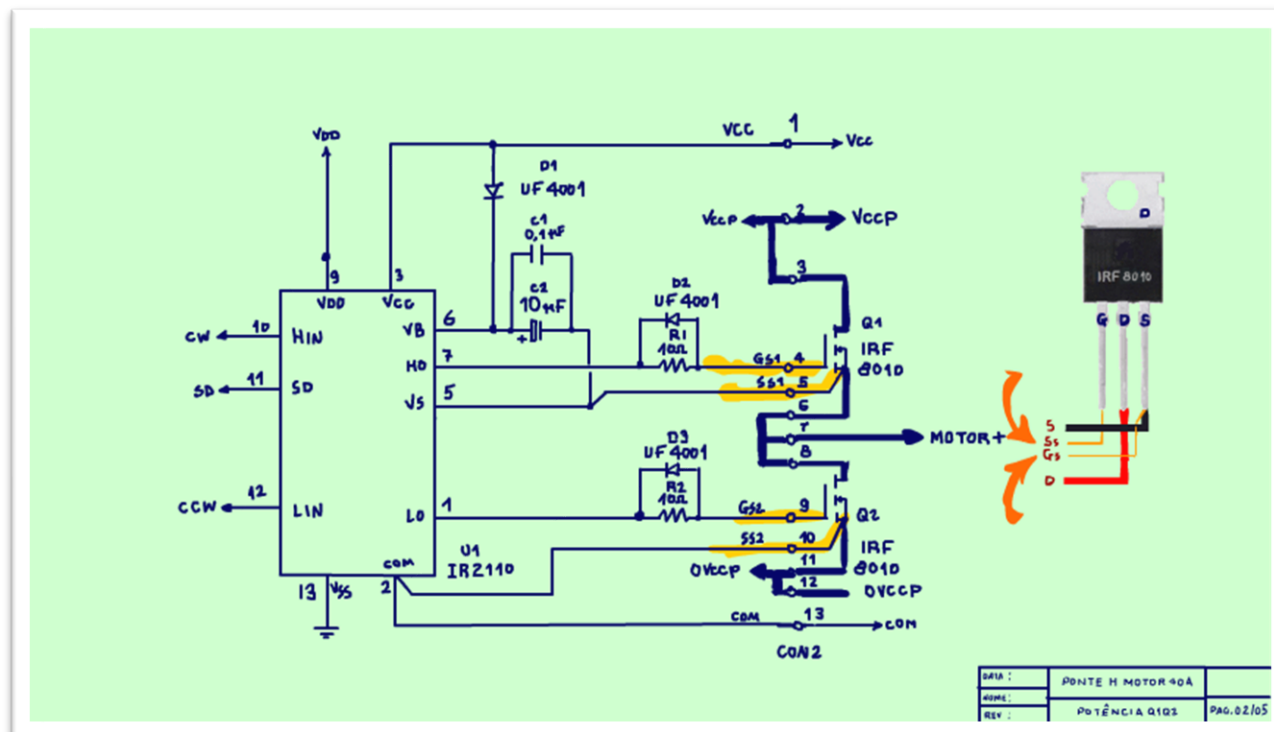 VCC 1 VCC
VDD
D1
UF4001
C1
0,1µF
VCCP 2 VCCP
D
IRF 8010
9 3
3
VDD VCC
C2
10µF
+
D2
UF4001
G D S
CW 10 HIN
VB 6
R1
10Ω
Q1
IRF
8010
HO 7
GS1 4
SD 11 SD
VS 5
SS1 5
6
7 MOTOR+
8
S
Ss
Gs
D
D3
UF4001
R2
10Ω
CCW 12 LIN
LO 1
GS2 9
Q2
IRF
8010
SS2 10
U1
IR2110
COM
13 VSS
2
0VCCP 11
12 0VCCP
COM 13 COM
CON2
DATA :
NOME:
REV :
PONTE H MOTOR 40A
POTÊNCIA Q1Q2
PAG.02/05